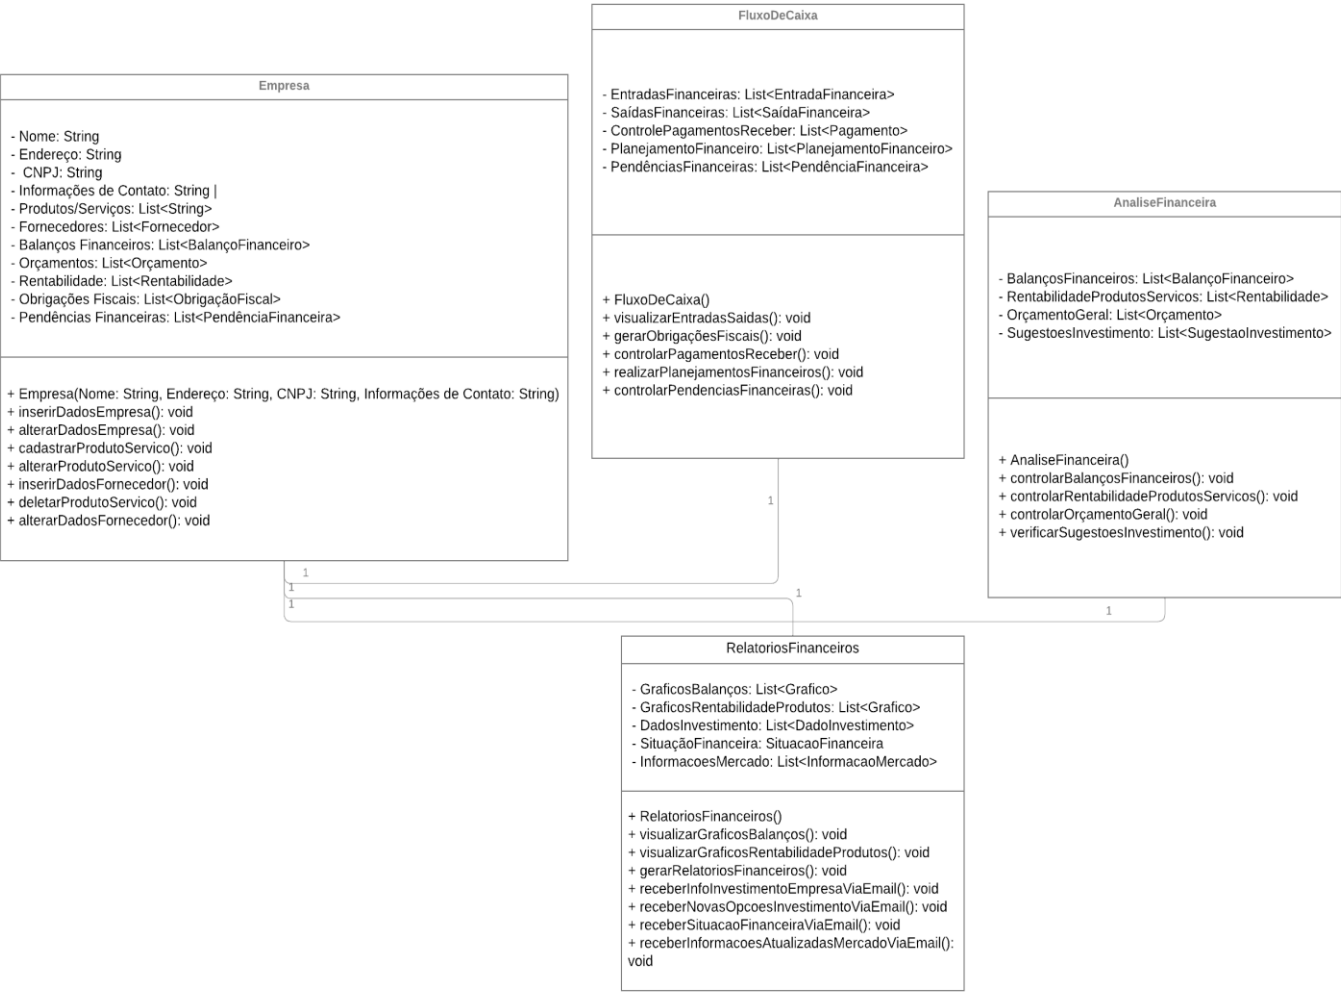 FluxoDeCaixa
- EntradasFinanceiras: List<EntradaFinanceira>
- SaídasFinanceiras: List<SaídaFinanceira>
- ControlePagamentosReceber: List<Pagamento>
- PlanejamentoFinanceiro: List<PlanejamentoFinanceiro>
- PendênciasFinanceiras: List<PendênciaFinanceira>
+ FluxoDeCaixa()
+ visualizarEntradasSaidas(): void
+ gerarObrigaçõesFiscais(): void
+ controlarPagamentosReceber(): void
+ realizarPlanejamentosFinanceiros(): void
+ controlarPendenciasFinanceiras(): void
Empresa
- Nome: String
- Endereço: String
- CNPJ: String
- Informações de Contato: String |
- Produtos/Serviços: List<String>
- Fornecedores: List<Fornecedor>
- Balanços Financeiros: List<BalançoFinanceiro>
- Orçamentos: List<Orçamento>
- Rentabilidade: List<Rentabilidade>
- Obrigações Fiscais: List<ObrigaçãoFiscal>
- Pendências Financeiras: List<PendênciaFinanceira>
+ Empresa(Nome: String, Endereço: String, CNPJ: String, Informações de Contato: String)
+ inserirDadosEmpresa(): void
+ alterarDadosEmpresa(): void
+ cadastrarProdutoServico(): void
+ alterarProdutoServico(): void
+ inserirDadosFornecedor(): void
+ deletarProdutoServico(): void
+ alterarDadosFornecedor(): void
AnaliseFinanceira
- BalançosFinanceiros: List<BalançoFinanceiro>
- RentabilidadeProdutosServicos: List<Rentabilidade>
- OrçamentoGeral: List<Orçamento>
- SugestoesInvestimento: List<SugestaoInvestimento>
+ AnaliseFinanceira()
+ controlarBalançosFinanceiros(): void
+ controlarRentabilidadeProdutosServicos(): void
+ controlarOrçamentoGeral(): void
+ verificarSugestoesInvestimento(): void
1
1
1
1
1
1
RelatoriosFinanceiros
- GraficosBalanços: List<Grafico>
- GraficosRentabilidadeProdutos: List<Grafico>
- DadosInvestimento: List<DadoInvestimento>
- SituaçãoFinanceira: SituacaoFinanceira
- InformacoesMercado: List<InformacaoMercado>
+ RelatoriosFinanceiros()
+ visualizarGraficosBalanços(): void
+ visualizarGraficosRentabilidadeProdutos(): void
+ gerarRelatoriosFinanceiros(): void
+ receberInfoInvestimentoEmpresaViaEmail(): void
+ receberNovasOpcoesInvestimentoViaEmail(): void
+ receberSituacaoFinanceiraViaEmail(): void
+ receberInformacoesAtualizadasMercadoViaEmail():
void